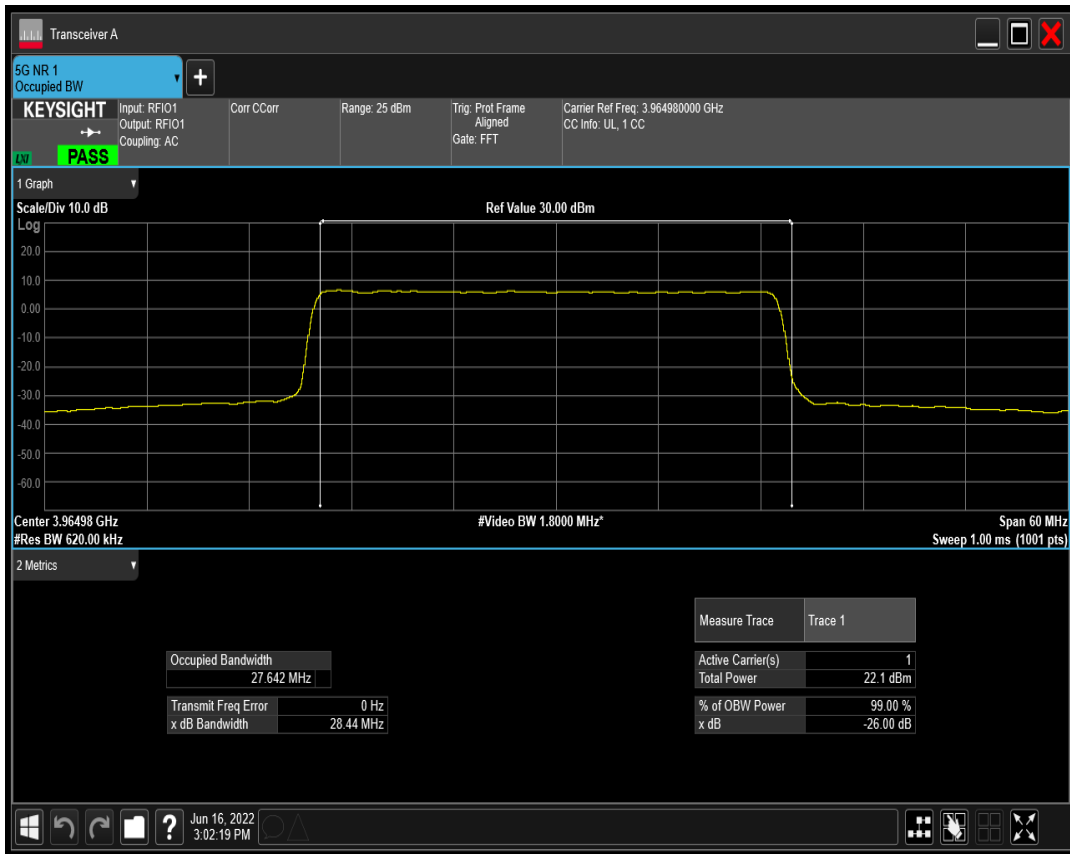 Transceiver A
5G NR 1
Occupied BW
+
KEYSIGHT
LXI
PASS
Input: RFIO1
Output: RFIO1
Coupling: AC
Corr CCorr
Range: 25 dBm
Trig: Prot Frame
Aligned
Gate: FFT
Carrier Ref Freq: 3.964980000 GHz
CC Info: UL, 1 CC
1 Graph
Scale/Div 10.0 dB
Ref Value 30.00 dBm
Log
20.0
10.0
0.00
-10.0
-20.0
-30.0
-40.0
-50.0
-60.0
Center 3.96498 GHz
#Video BW 1.8000 MHz*
Span 60 MHz
#Res BW 620.00 kHz
Sweep 1.00 ms (1001 pts)
2 Metrics
Measure Trace Trace 1
Occupied Bandwidth
27.642 MHz
Active Carrier(s) 1
Total Power 22.1 dBm
Transmit Freq Error 0 Hz
x dB Bandwidth 28.44 MHz
% of OBW Power 99.00 %
x dB -26.00 dB
?
Jun 16, 2022
3:02:19 PM